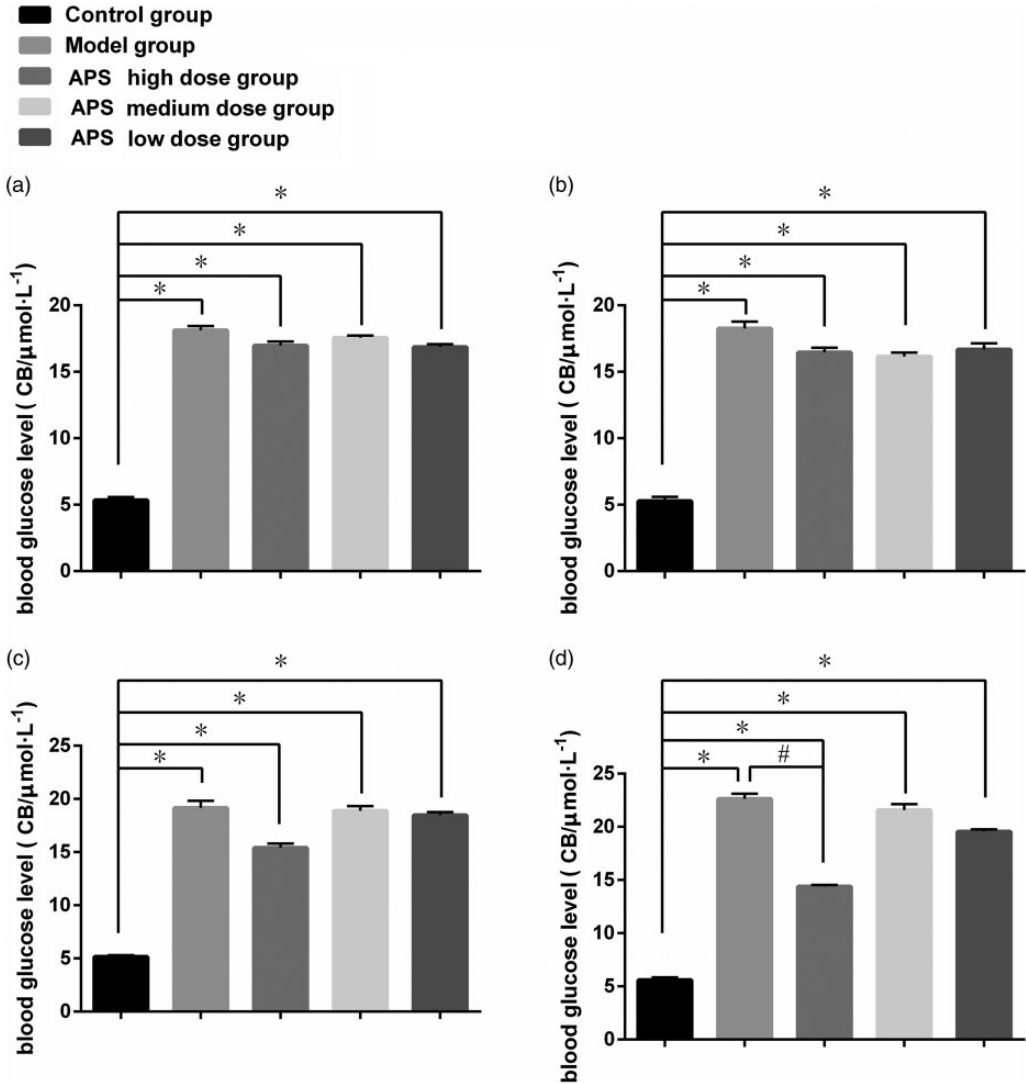 Control group
Model group
APS high dose group
APS medium dose group
APS low dose group
(a)
*
*
*
*
blood glucose level ( CB/μmol·L⁻¹)
20
15
10
5
0
(b)
*
*
*
*
blood glucose level ( CB/μmol·L⁻¹)
20
15
10
5
0
(c)
*
*
*
*
blood glucose level ( CB/μmol·L⁻¹)
25
20
15
10
5
0
(d)
*
*
*
* #
blood glucose level ( CB/μmol·L⁻¹)
25
20
15
10
5
0